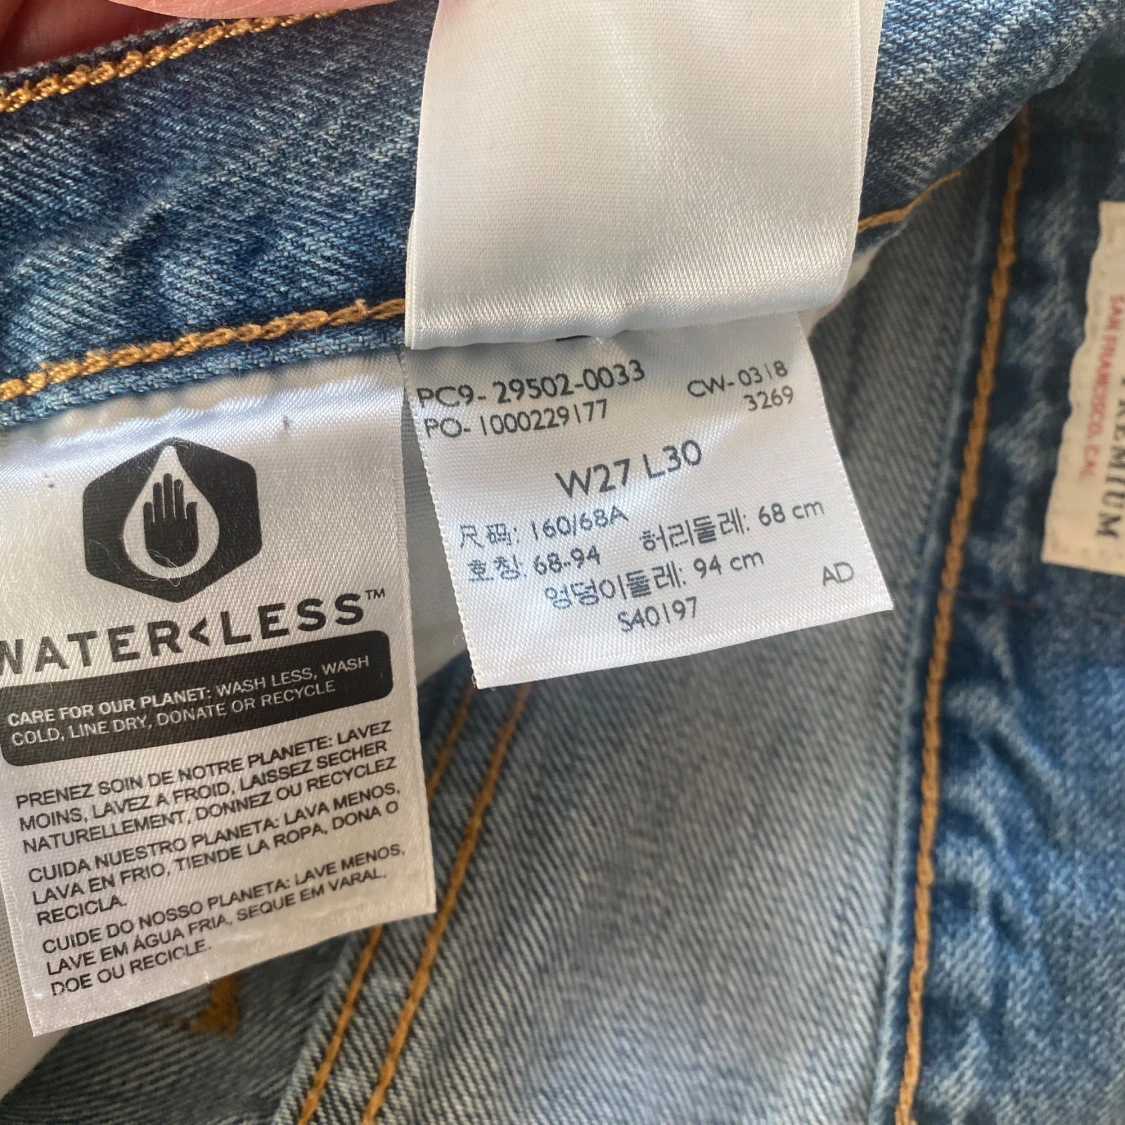 WATER<LESS™
CARE FOR OUR PLANET: WASH LESS, WASH
COLD, LINE DRY, DONATE OR RECYCLE
PRENEZ SOIN DE NOTRE PLANETE: LAVEZ
MOINS, LAVEZ A FROID, LAISSEZ SECHER
NATURELLEMENT, DONNEZ OU RECYCLEZ
CUIDA NUESTRO PLANETA: LAVA MENOS,
LAVA EN FRIO, TIENDE LA ROPA, DONA O
RECICLA.
CUIDE DO NOSSO PLANETA: LAVE MENOS,
LAVE EM ÁGUA FRIA, SEQUE EM VARAL,
DOE OU RECICLE.
PC9- 29502-0033 CW-0318
PO- 1000229177 3269
W27 L30
尺码: 160/68A 허리둘레: 68 cm
호칭: 68-94
엉덩이둘레: 94 cm AD
S40197
SAN FRANCISCO, CAL
PREMIUM